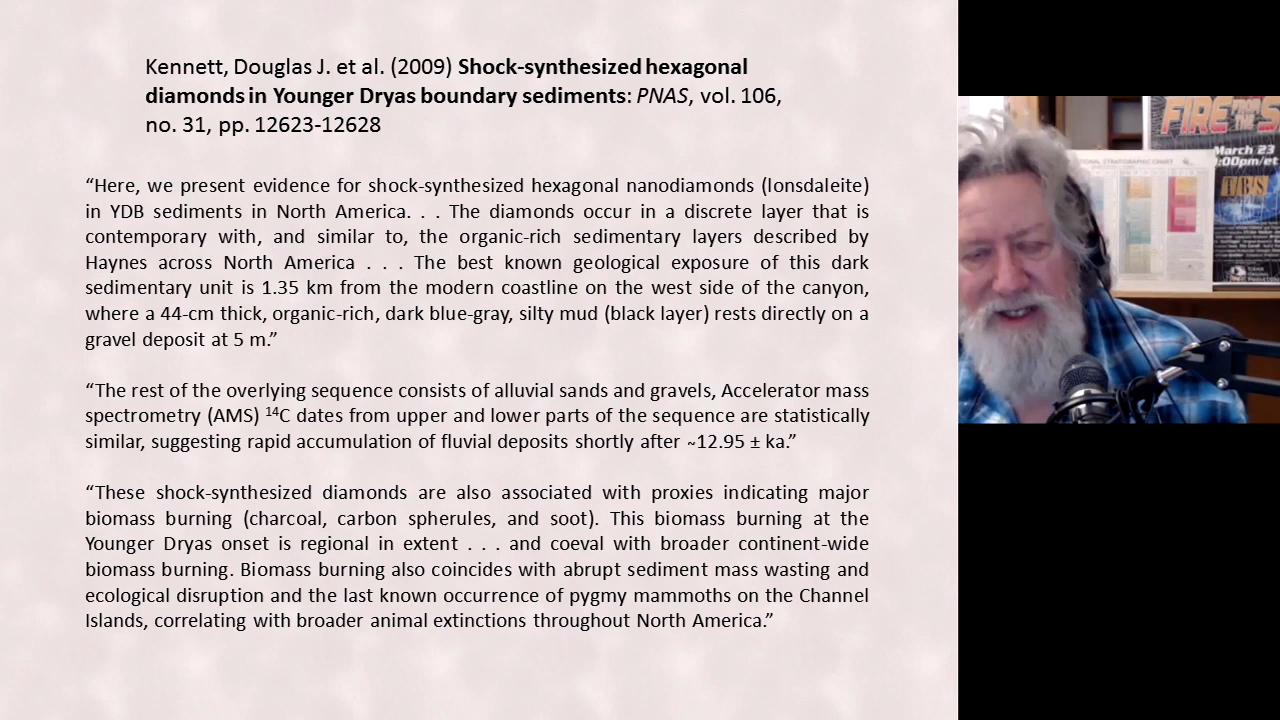 Kennett, Douglas J. et al. (2009) Shock-synthesized hexagonal
diamonds in Younger Dryas boundary sediments: PNAS, vol. 106,
no. 31, pp. 12623-12628
“Here, we present evidence for shock-synthesized hexagonal nanodiamonds (lonsdaleite)
in YDB sediments in North America. . . The diamonds occur in a discrete layer that is
contemporary with, and similar to, the organic-rich sedimentary layers described by
Haynes across North America . . . The best known geological exposure of this dark
sedimentary unit is 1.35 km from the modern coastline on the west side of the canyon,
where a 44-cm thick, organic-rich, dark blue-gray, silty mud (black layer) rests directly on a
gravel deposit at 5 m.”
“The rest of the overlying sequence consists of alluvial sands and gravels, Accelerator mass
spectrometry (AMS) ¹⁴C dates from upper and lower parts of the sequence are statistically
similar, suggesting rapid accumulation of fluvial deposits shortly after ~12.95 ± ka.”
“These shock-synthesized diamonds are also associated with proxies indicating major
biomass burning (charcoal, carbon spherules, and soot). This biomass burning at the
Younger Dryas onset is regional in extent . . . and coeval with broader continent-wide
biomass burning. Biomass burning also coincides with abrupt sediment mass wasting and
ecological disruption and the last known occurrence of pygmy mammoths on the Channel
Islands, correlating with broader animal extinctions throughout North America.”
FIRE FROM THE S
March 23
:00pm/et
TBS
STRATIGRAPHIC CHART